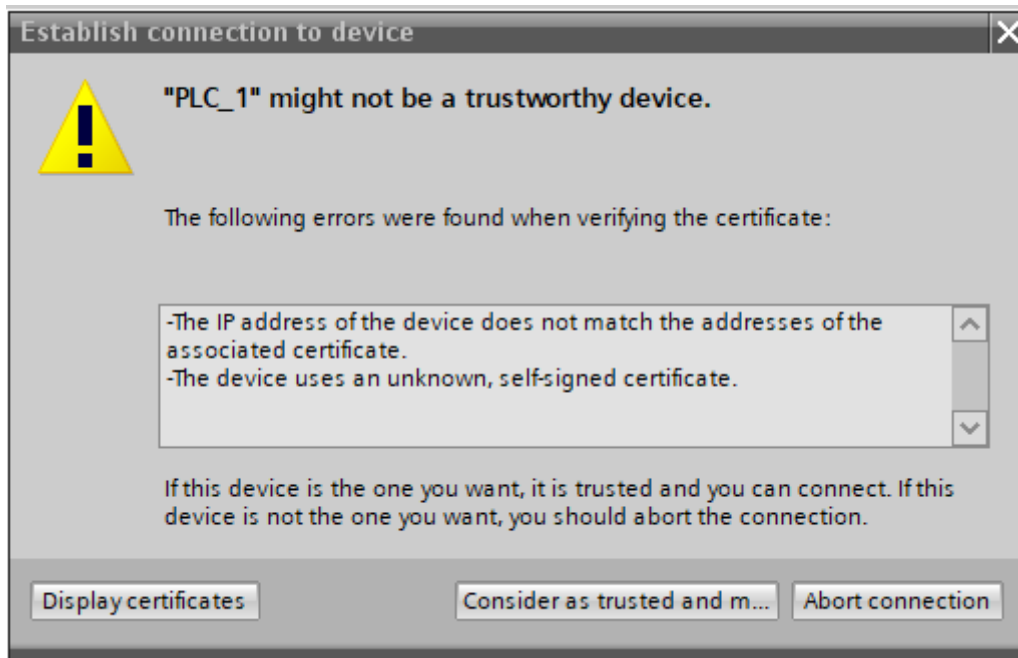 Establish connection to device
"PLC_1" might not be a trustworthy device.
The following errors were found when verifying the certificate:
-The IP address of the device does not match the addresses of the
associated certificate.
-The device uses an unknown, self-signed certificate.
If this device is the one you want, it is trusted and you can connect. If this
device is not the one you want, you should abort the connection.
Display certificates
Consider as trusted and m...
Abort connection